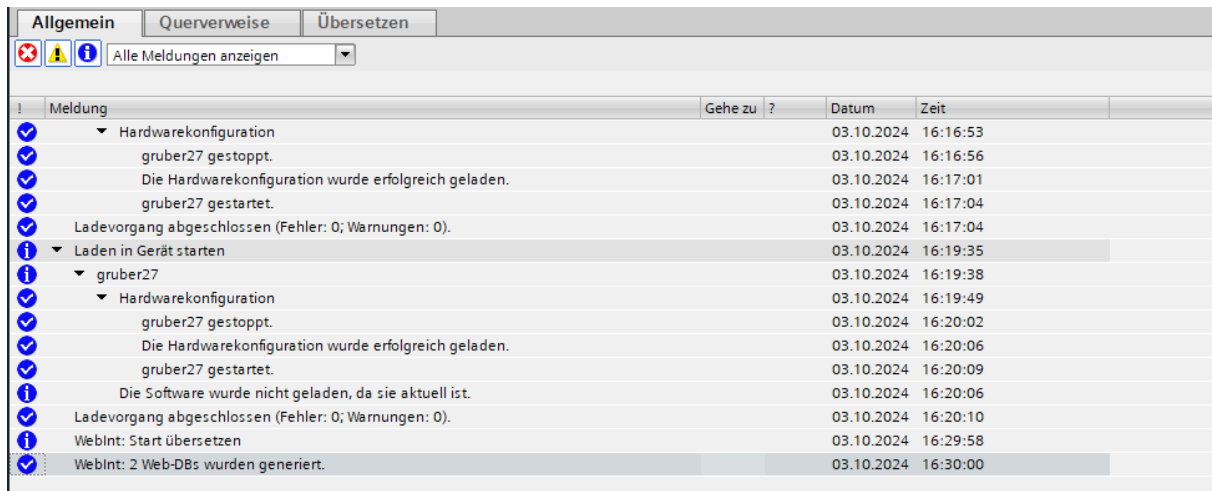 Allgemein Querverweise Übersetzen
Alle Meldungen anzeigen
! Meldung Gehe zu ? Datum Zeit
Hardwarekonfiguration 03.10.2024 16:16:53
gruber27 gestoppt. 03.10.2024 16:16:56
Die Hardwarekonfiguration wurde erfolgreich geladen. 03.10.2024 16:17:01
gruber27 gestartet. 03.10.2024 16:17:04
Ladevorgang abgeschlossen (Fehler: 0; Warnungen: 0). 03.10.2024 16:17:04
Laden in Gerät starten 03.10.2024 16:19:35
gruber27 03.10.2024 16:19:38
Hardwarekonfiguration 03.10.2024 16:19:49
gruber27 gestoppt. 03.10.2024 16:20:02
Die Hardwarekonfiguration wurde erfolgreich geladen. 03.10.2024 16:20:06
gruber27 gestartet. 03.10.2024 16:20:09
Die Software wurde nicht geladen, da sie aktuell ist. 03.10.2024 16:20:06
Ladevorgang abgeschlossen (Fehler: 0; Warnungen: 0). 03.10.2024 16:20:10
WebInt: Start übersetzen 03.10.2024 16:29:58
WebInt: 2 Web-DBs wurden generiert. 03.10.2024 16:30:00